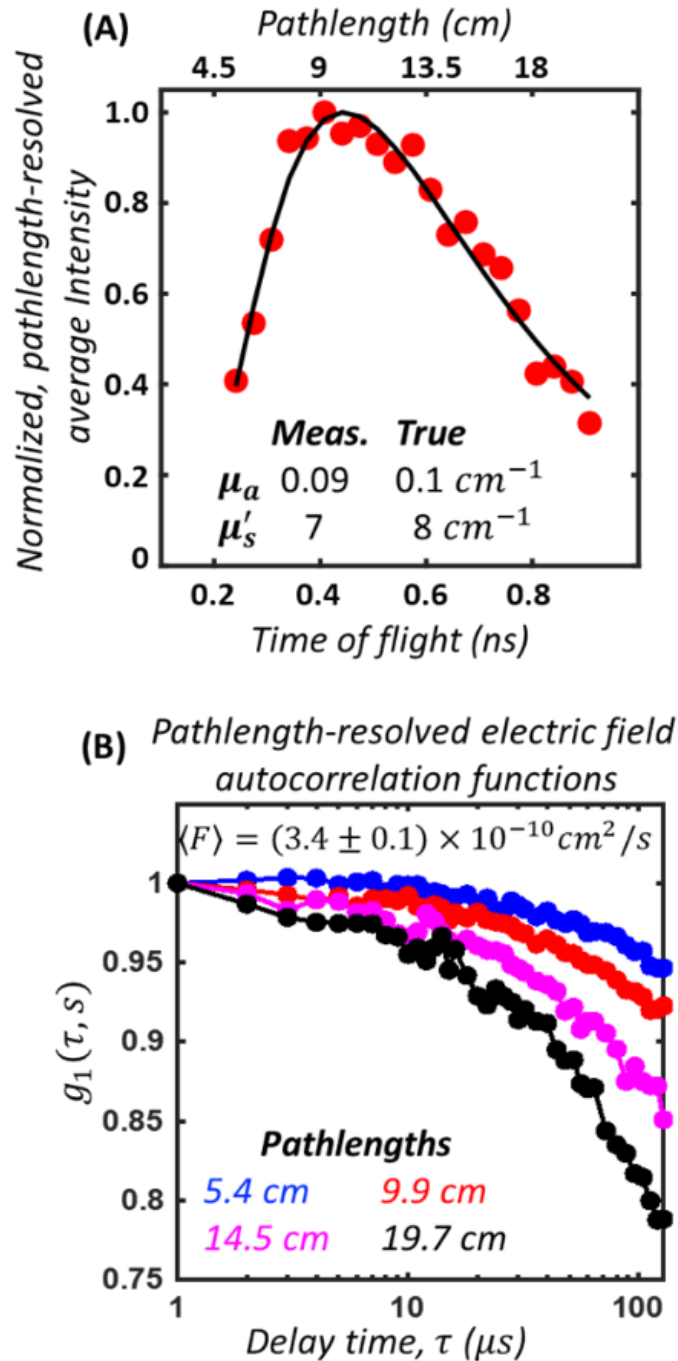 (A)
Pathlength (cm)
4.5 9 13.5 18
Normalized, pathlength-resolved
average Intensity
1.0
0.8
0.6
0.4
0.2
0
Meas. True
μₐ 0.09 0.1 cm⁻¹
μ′ₛ 7 8 cm⁻¹
0.2 0.4 0.6 0.8
Time of flight (ns)
(B) Pathlength-resolved electric field
autocorrelation functions
⟨F⟩ = (3.4 ± 0.1) × 10⁻¹⁰ cm²/s
g₁(τ, s)
1
0.95
0.9
0.85
0.8
0.75
Pathlengths
5.4 cm 9.9 cm
14.5 cm 19.7 cm
1 10 100
Delay time, τ (μs)